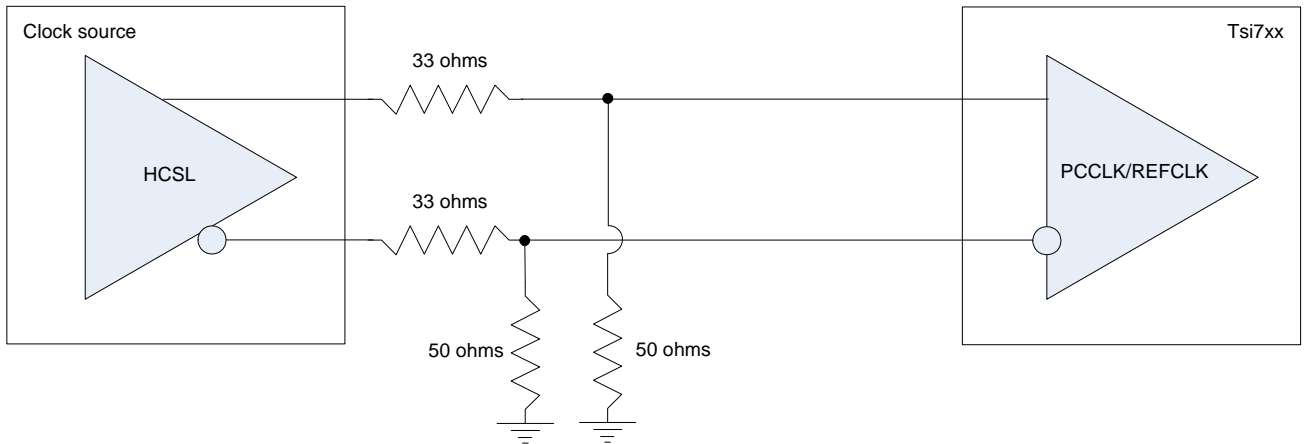 Clock source
Tsi7xx
33 ohms
HCSL
PCCLK/REFCLK
33 ohms
50 ohms
50 ohms